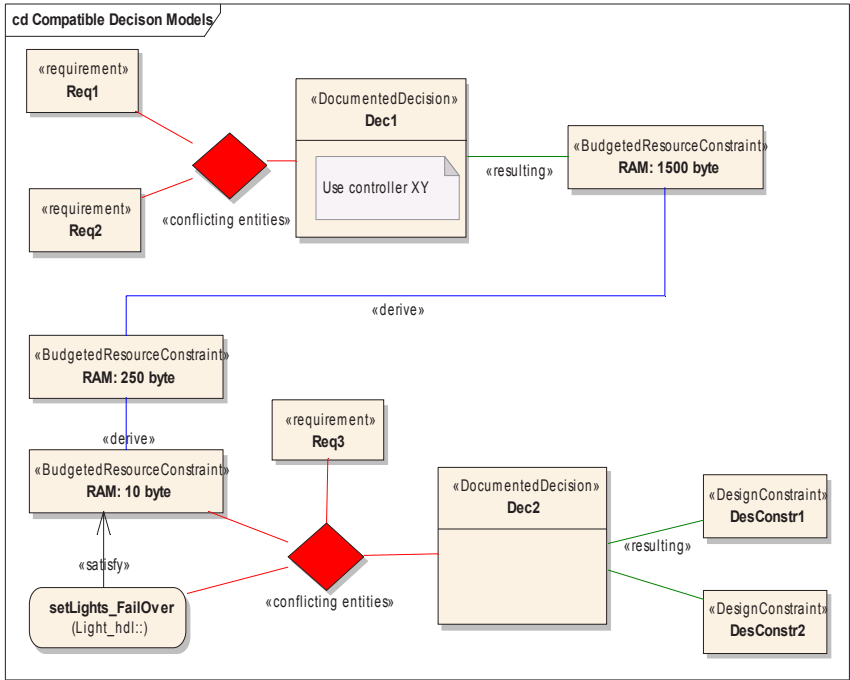 cd Compatible Decison Models
«requirement»
Req1
«requirement»
Req2
«conflicting entities»
«DocumentedDecision»
Dec1
Use controller XY
«resulting»
«BudgetedResourceConstraint»
RAM: 1500 byte
«derive»
«BudgetedResourceConstraint»
RAM: 250 byte
«derive»
«BudgetedResourceConstraint»
RAM: 10 byte
«satisfy»
setLights_FailOver
(Light_hdl::)
«requirement»
Req3
«conflicting entities»
«DocumentedDecision»
Dec2
«resulting»
«DesignConstraint»
DesConstr1
«DesignConstraint»
DesConstr2